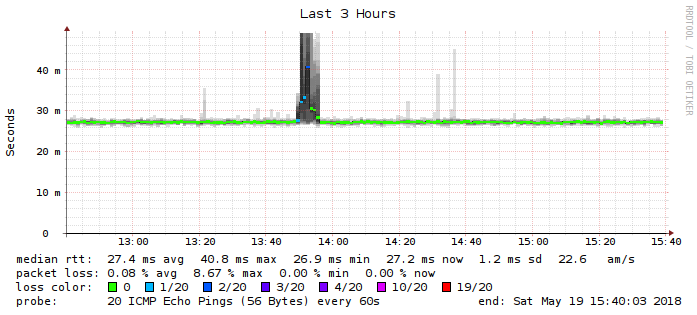 Last 3 Hours
RRDTOOL / TOBI OETIKER
Seconds
40 m
30 m
20 m
10 m
0
13:00 13:20 13:40 14:00 14:20 14:40 15:00 15:20 15:40
median rtt: 27.4 ms avg 40.8 ms max 26.9 ms min 27.2 ms now 1.2 ms sd 22.6 am/s
packet loss: 0.08 % avg 8.67 % max 0.00 % min 0.00 % now
loss color: 0 1/20 2/20 3/20 4/20 10/20 19/20
probe: 20 ICMP Echo Pings (56 Bytes) every 60s end: Sat May 19 15:40:03 2018